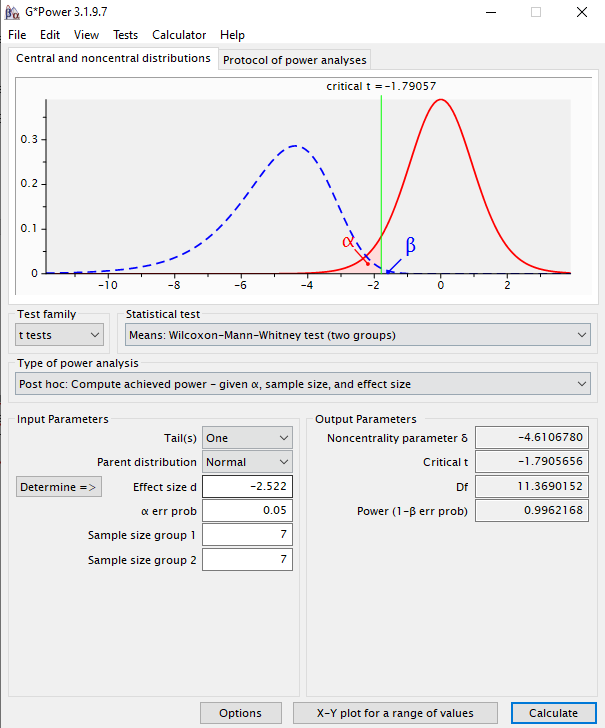 G*Power 3.1.9.7
File Edit View Tests Calculator Help
Central and noncentral distributions Protocol of power analyses
critical t = -1.79057
0.3
0.2
0.1
0
α
β
-10 -8 -6 -4 -2 0 2
Test family Statistical test
t tests Means: Wilcoxon-Mann-Whitney test (two groups)
Type of power analysis
Post hoc: Compute achieved power - given α, sample size, and effect size
Input Parameters Output Parameters
Tail(s) One Noncentrality parameter δ -4.6106780
Parent distribution Normal Critical t -1.7905656
Determine => Effect size d -2.522 Df 11.3690152
α err prob 0.05 Power (1-β err prob) 0.9962168
Sample size group 1 7
Sample size group 2 7
Options X-Y plot for a range of values Calculate